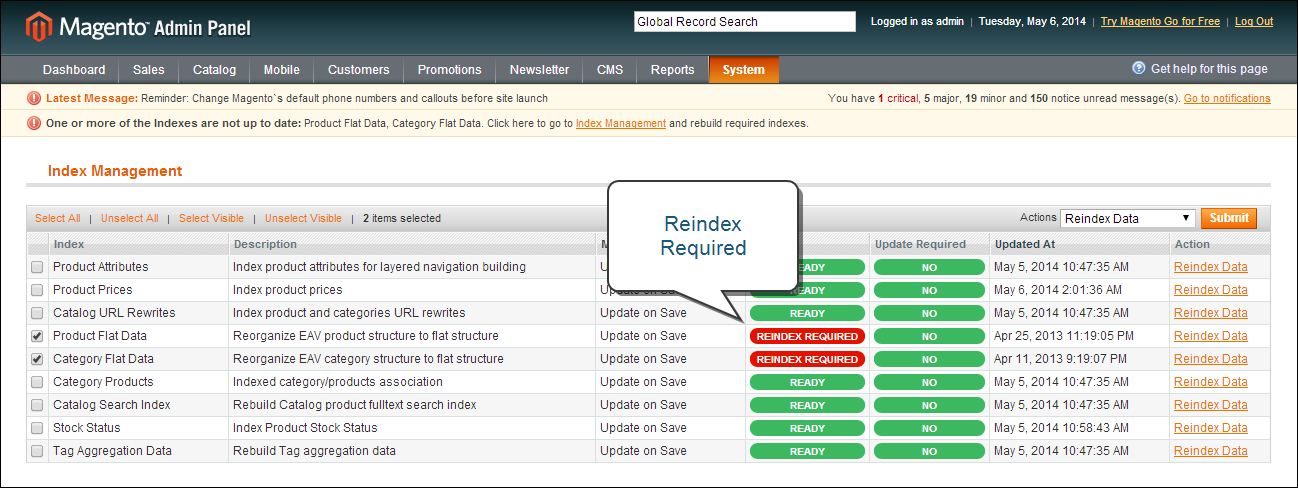 Magento™ Admin Panel
Global Record Search
Logged in as admin | Tuesday, May 6, 2014 | Try Magento Go for Free | Log Out
Dashboard Sales Catalog Mobile Customers Promotions Newsletter CMS Reports System Get help for this page
Latest Message: Reminder: Change Magento`s default phone numbers and callouts before site launch You have 1 critical, 5 major, 19 minor and 150 notice unread message(s). Go to notifications
One or more of the Indexes are not up to date: Product Flat Data, Category Flat Data. Click here to go to Index Management and rebuild required indexes.
Index Management
Select All | Unselect All | Select Visible | Unselect Visible | 2 items selected Actions Reindex Data Submit
Reindex
Required
Index Description Update Required Updated At Action
Product Attributes Index product attributes for layered navigation building READY NO May 5, 2014 10:47:35 AM Reindex Data
Product Prices Index product prices READY NO May 6, 2014 2:01:36 AM Reindex Data
Catalog URL Rewrites Index product and categories URL rewrites Update on Save READY NO May 5, 2014 10:47:35 AM Reindex Data
Product Flat Data Reorganize EAV product structure to flat structure Update on Save REINDEX REQUIRED NO Apr 25, 2013 11:19:05 PM Reindex Data
Category Flat Data Reorganize EAV category structure to flat structure Update on Save REINDEX REQUIRED NO Apr 11, 2013 9:19:07 PM Reindex Data
Category Products Indexed category/products association Update on Save READY NO May 5, 2014 10:47:35 AM Reindex Data
Catalog Search Index Rebuild Catalog product fulltext search index Update on Save READY NO May 5, 2014 10:47:35 AM Reindex Data
Stock Status Index Product Stock Status Update on Save READY NO May 5, 2014 10:58:43 AM Reindex Data
Tag Aggregation Data Rebuild Tag aggregation data Update on Save READY NO May 5, 2014 10:47:35 AM Reindex Data